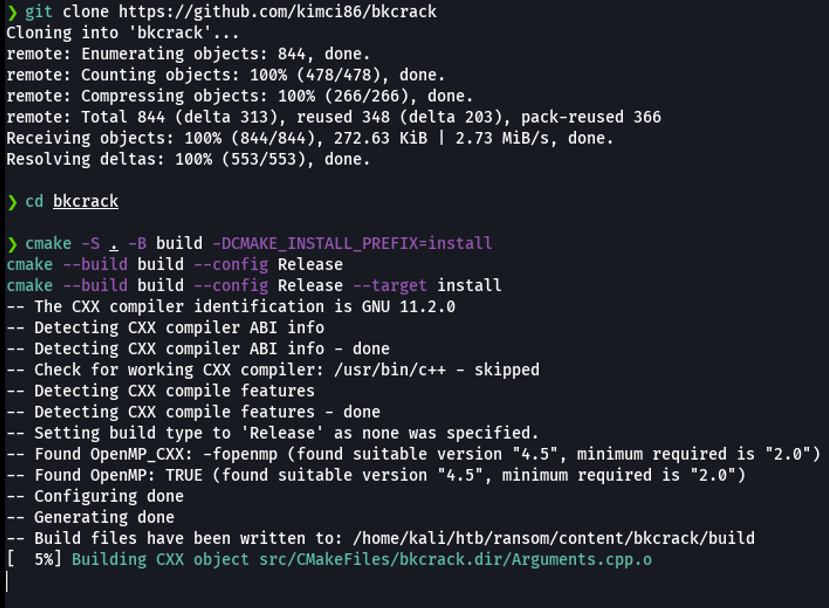 ❯ git clone https://github.com/kimci86/bkcrack
Cloning into 'bkcrack'...
remote: Enumerating objects: 844, done.
remote: Counting objects: 100% (478/478), done.
remote: Compressing objects: 100% (266/266), done.
remote: Total 844 (delta 313), reused 348 (delta 203), pack-reused 366
Receiving objects: 100% (844/844), 272.63 KiB | 2.73 MiB/s, done.
Resolving deltas: 100% (553/553), done.
❯ cd bkcrack
❯ cmake -S . -B build -DCMAKE_INSTALL_PREFIX=install
cmake --build build --config Release
cmake --build build --config Release --target install
-- The CXX compiler identification is GNU 11.2.0
-- Detecting CXX compiler ABI info
-- Detecting CXX compiler ABI info - done
-- Check for working CXX compiler: /usr/bin/c++ - skipped
-- Detecting CXX compile features
-- Detecting CXX compile features - done
-- Setting build type to 'Release' as none was specified.
-- Found OpenMP_CXX: -fopenmp (found suitable version "4.5", minimum required is "2.0")
-- Found OpenMP: TRUE (found suitable version "4.5", minimum required is "2.0")
-- Configuring done
-- Generating done
-- Build files have been written to: /home/kali/htb/ransom/content/bkcrack/build
[  5%] Building CXX object src/CMakeFiles/bkcrack.dir/Arguments.cpp.o